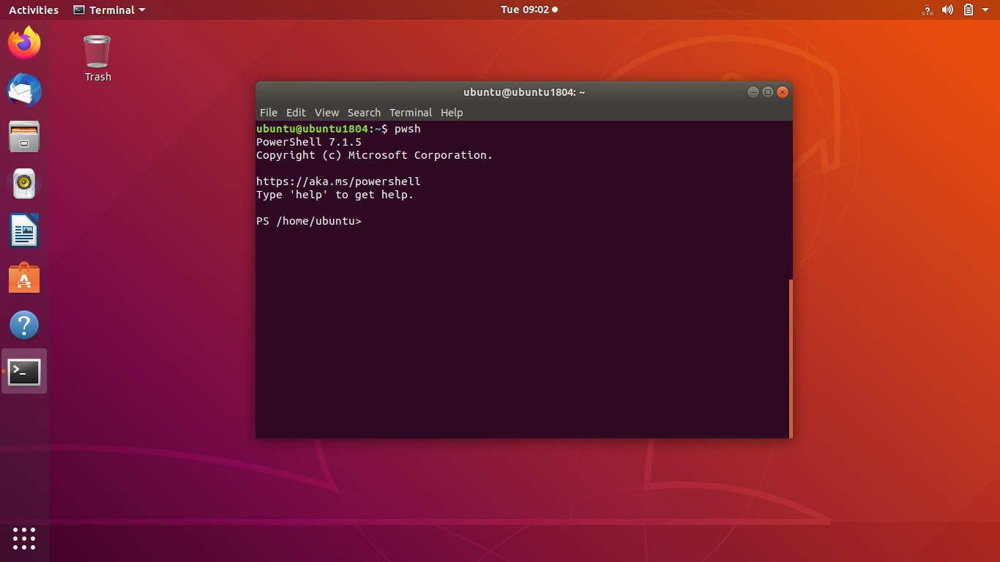 Activities
Terminal
Tue 09:02
?
Trash
ubuntu@ubuntu1804: ~
File Edit View Search Terminal Help
ubuntu@ubuntu1804:~$ pwsh
PowerShell 7.1.5
Copyright (c) Microsoft Corporation.
https://aka.ms/powershell
Type 'help' to get help.
PS /home/ubuntu>
A
?
>_